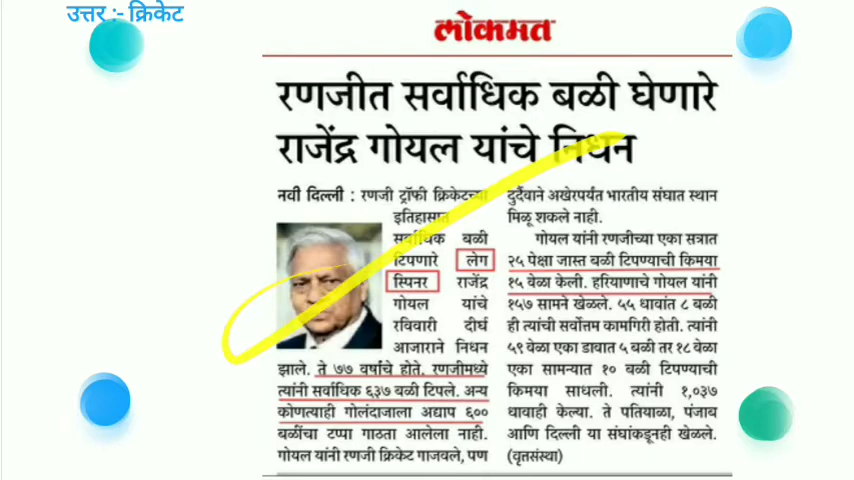 उत्तर :- क्रिकेट
लोकमत
रणजीत सर्वाधिक बळी घेणारे
राजेंद्र गोयल यांचे निधन
नवी दिल्ली : रणजी ट्रॉफी क्रिकेटच्या
इतिहासात
सर्वाधिक बळी
टिपणारे लेग
स्पिनर राजेंद्र
गोयल यांचे
रविवारी दीर्घ
आजाराने निधन
झाले. ते ७७ वर्षांचे होते. रणजीमध्ये
त्यांनी सर्वाधिक ६३७ बळी टिपले. अन्य
कोणत्याही गोलंदाजाला अद्याप ६००
बळींचा टप्पा गाठता आलेला नाही.
गोयल यांनी रणजी क्रिकेट गाजवले, पण
दुर्दैवाने अखेरपर्यंत भारतीय संघात स्थान
मिळू शकले नाही.
गोयल यांनी रणजीच्या एका सत्रात
२५ पेक्षा जास्त बळी टिपण्याची किमया
१५ वेळा केली. हरियाणाचे गोयल यांनी
१५७ सामने खेळले. ५५ धावांत ८ बळी
ही त्यांची सर्वोत्तम कामगिरी होती. त्यांनी
५९ वेळा एका डावात ५ बळी तर १८ वेळा
एका सामन्यात १० बळी टिपण्याची
किमया साधली. त्यांनी १,०३७
धावाही केल्या. ते पतियाळा, पंजाब
आणि दिल्ली या संघांकडूनही खेळले.
(वृत्तसंस्था)